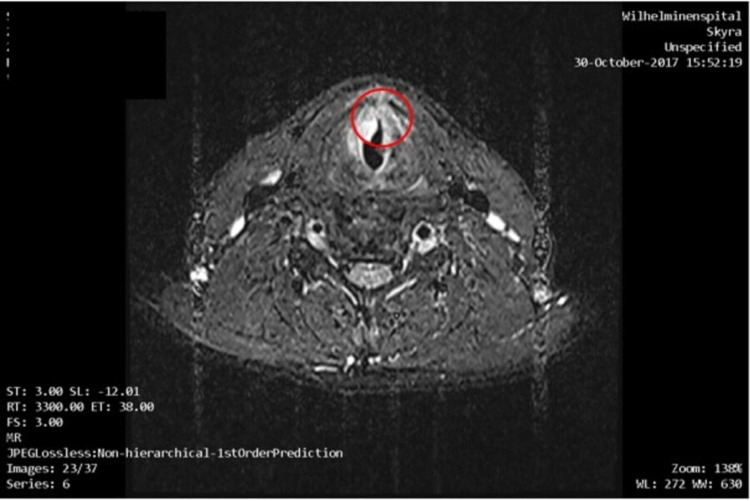 Wilhelminenspital
Skyra
Unspecified
30-October-2017 15:52:19
ST: 3.00 SL: -12.01
RT: 3300.00 ET: 38.00
FS: 3.00
MR
JPEGLossless:Non-hierarchical-1stOrderPrediction
Images: 23/37
Series: 6
Zoom: 138%
WL: 272 WW: 630